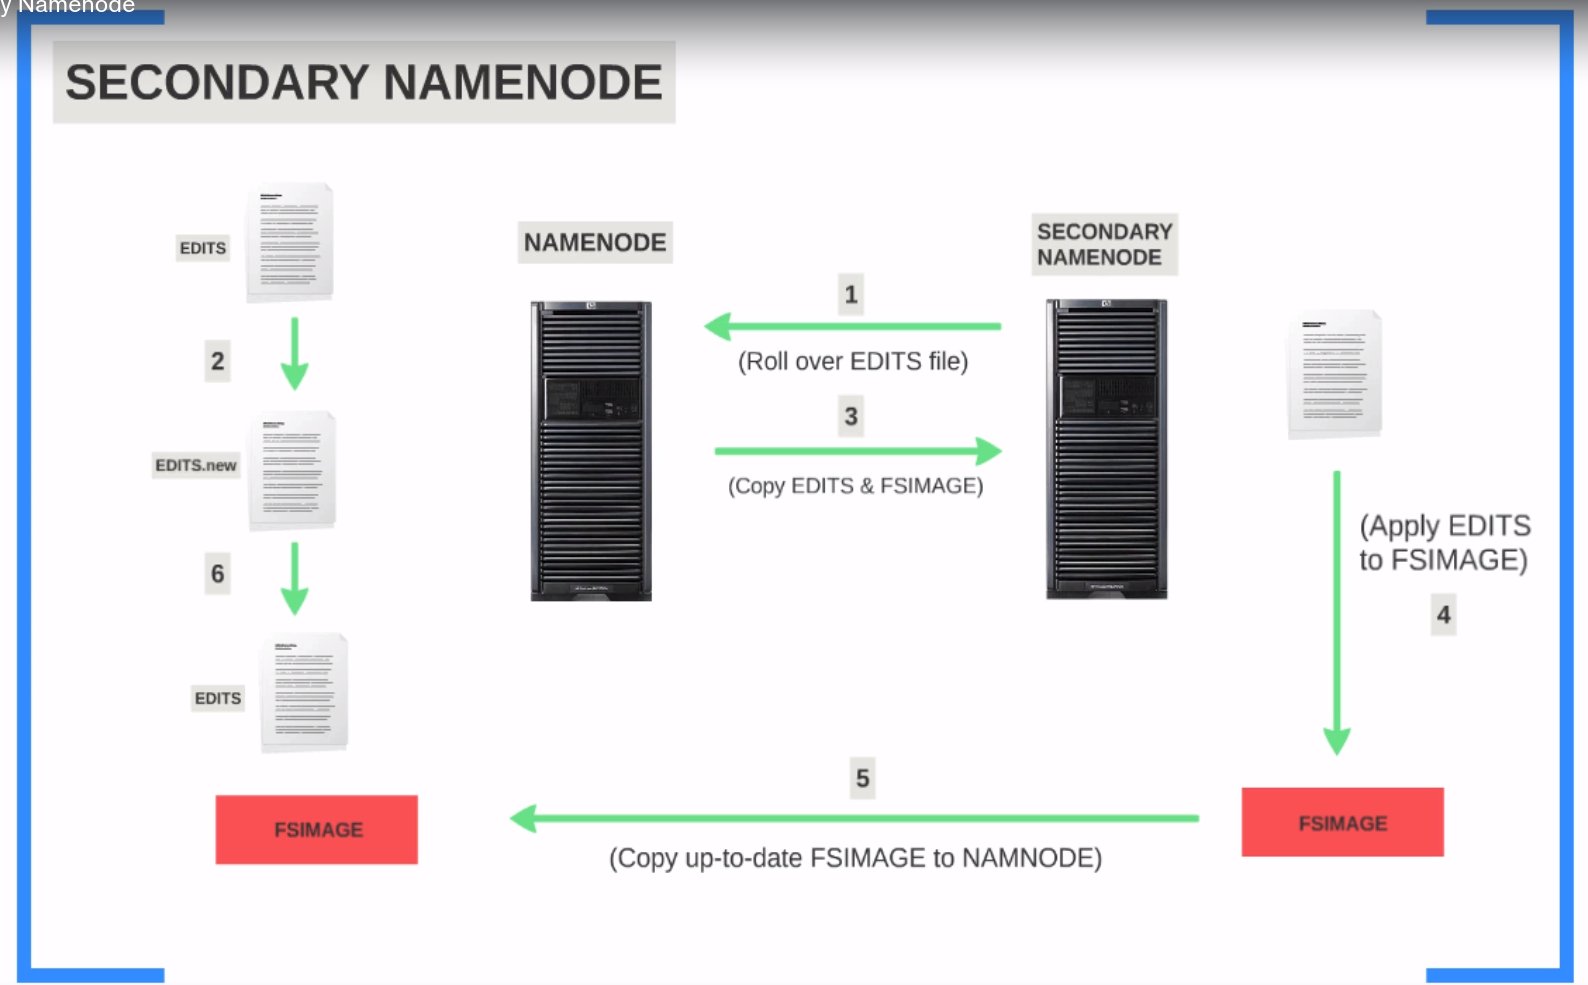 y Namenode
SECONDARY NAMENODE
EDITS
NAMENODE
SECONDARY
NAMENODE
1
(Roll over EDITS file)
2
3
(Copy EDITS & FSIMAGE)
EDITS.new
(Apply EDITS
to FSIMAGE)
4
6
EDITS
5
FSIMAGE
FSIMAGE
(Copy up-to-date FSIMAGE to NAMNODE)